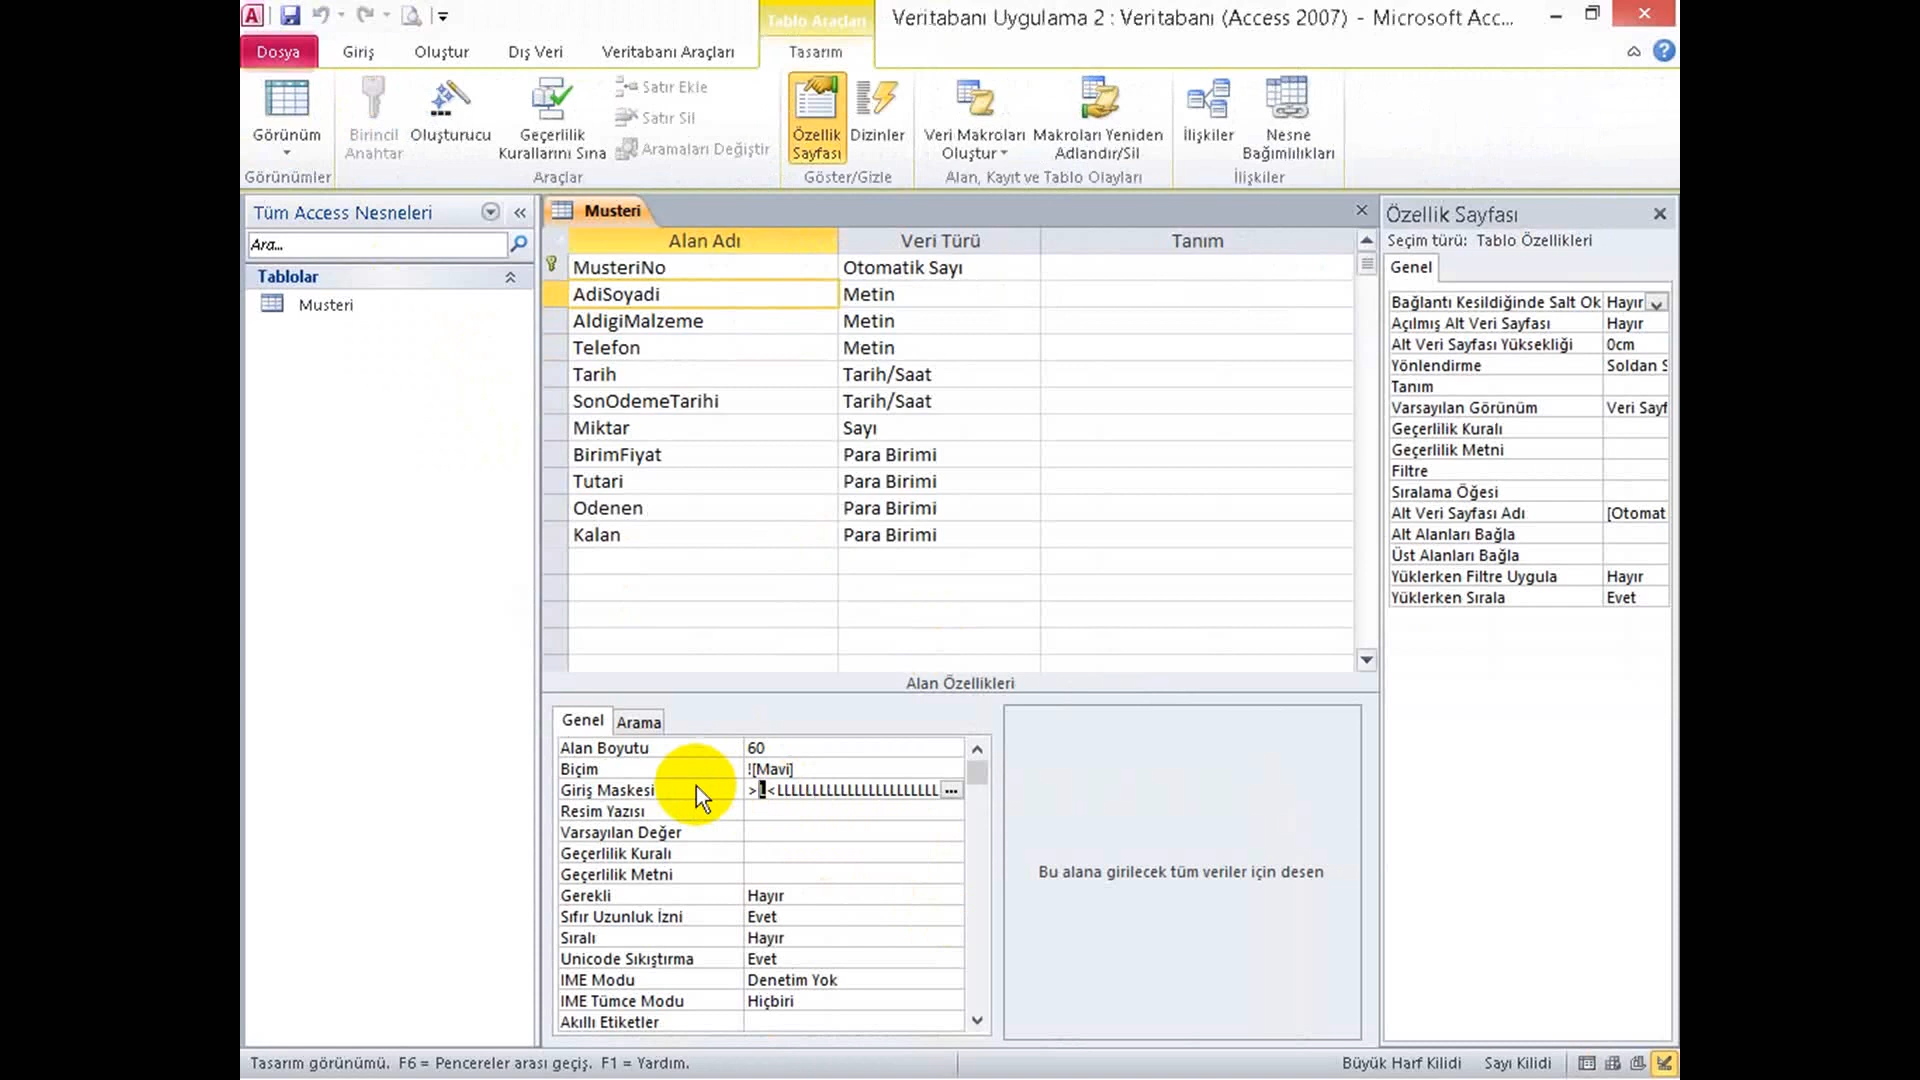 Veritabanı Uygulama 2 : Veritabanı (Access 2007) - Microsoft Acc...
Tablo Araçları
Dosya Giriş Oluştur Dış Veri Veritabanı Araçları Tasarım
Görünüm
Birincil Anahtar
Oluşturucu
Geçerlilik Kurallarını Sına
Satır Ekle
Satır Sil
Aramaları Değiştir
Özellik Sayfası
Dizinler
Veri Makroları Oluştur
Makroları Yeniden Adlandır/Sil
İlişkiler
Nesne Bağımlılıkları
Görünümler Araçlar Göster/Gizle Alan, Kayıt ve Tablo Olayları İlişkiler
Tüm Access Nesneleri
Ara...
Tablolar
Musteri
Musteri
Alan Adı Veri Türü Tanım
MusteriNo Otomatik Sayı
AdiSoyadi Metin
AldigiMalzeme Metin
Telefon Metin
Tarih Tarih/Saat
SonOdemeTarihi Tarih/Saat
Miktar Sayı
BirimFiyat Para Birimi
Tutari Para Birimi
Odenen Para Birimi
Kalan Para Birimi
Alan Özellikleri
Genel Arama
Alan Boyutu 60
Biçim ![Mavi]
Giriş Maskesi
Resim Yazısı
Varsayılan Değer
Geçerlilik Kuralı
Geçerlilik Metni
Gerekli Hayır
Sıfır Uzunluk İzni Evet
Sıralı Hayır
Unicode Sıkıştırma Evet
IME Modu Denetim Yok
IME Tümce Modu Hiçbiri
Akıllı Etiketler
Bu alana girilecek tüm veriler için desen
Özellik Sayfası
Seçim türü: Tablo Özellikleri
Genel
Bağlantı Kesildiğinde Salt Ok Hayır
Açılmış Alt Veri Sayfası Hayır
Alt Veri Sayfası Yüksekliği 0cm
Yönlendirme Soldan S
Tanım
Varsayılan Görünüm Veri Sayf
Geçerlilik Kuralı
Geçerlilik Metni
Filtre
Sıralama Öğesi
Alt Veri Sayfası Adı [Otomat
Alt Alanları Bağla
Üst Alanları Bağla
Yüklerken Filtre Uygula Hayır
Yüklerken Sırala Evet
Tasarım görünümü. F6 = Pencereler arası geçiş. F1 = Yardım.
Büyük Harf Kilidi Sayı Kilidi